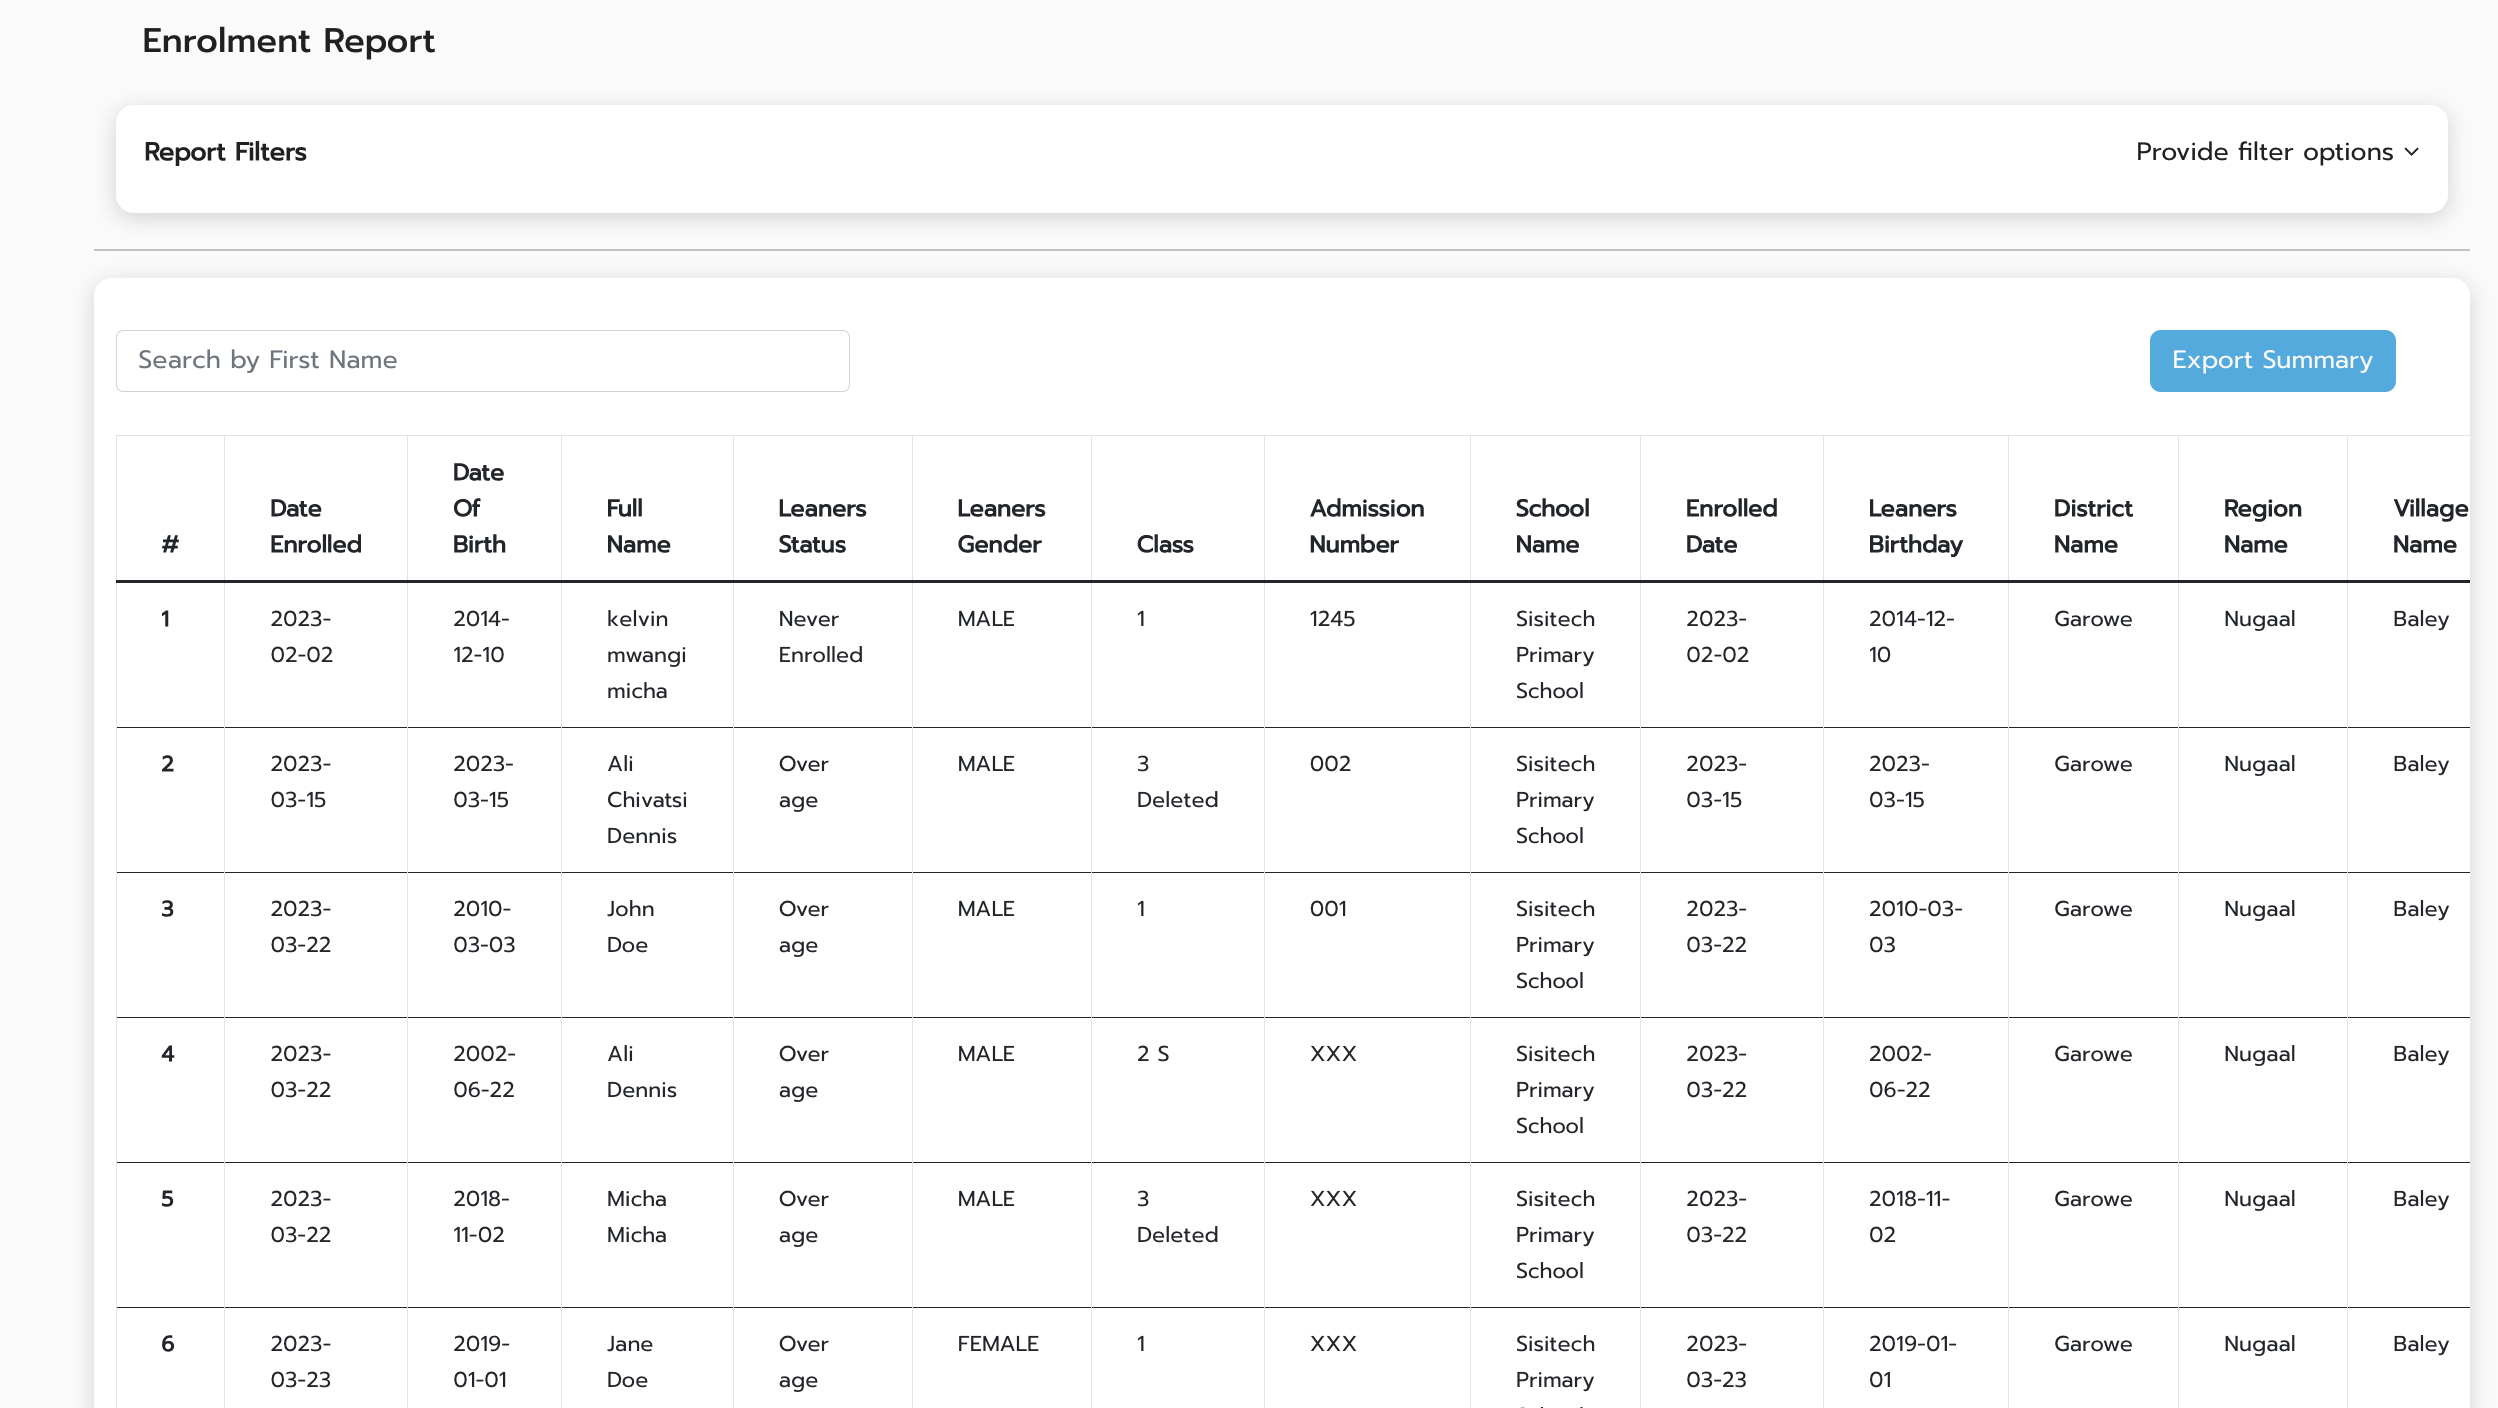 Enrolment Report
Report Filters
Provide filter options
Search by First Name
Export Summary
#
Date
Enrolled
Date
Of
Birth
Full
Name
Leaners
Status
Leaners
Gender
Class
Admission
Number
School
Name
Enrolled
Date
Leaners
Birthday
District
Name
Region
Name
Village
Name
1
2023-
02-02
2014-
12-10
kelvin
mwangi
micha
Never
Enrolled
MALE
1
1245
Sisitech
Primary
School
2023-
02-02
2014-12-
10
Garowe
Nugaal
Baley
2
2023-
03-15
2023-
03-15
Ali
Chivatsi
Dennis
Over
age
MALE
3
Deleted
002
Sisitech
Primary
School
2023-
03-15
2023-
03-15
Garowe
Nugaal
Baley
3
2023-
03-22
2010-
03-03
John
Doe
Over
age
MALE
1
001
Sisitech
Primary
School
2023-
03-22
2010-03-
03
Garowe
Nugaal
Baley
4
2023-
03-22
2002-
06-22
Ali
Dennis
Over
age
MALE
2 S
XXX
Sisitech
Primary
School
2023-
03-22
2002-
06-22
Garowe
Nugaal
Baley
5
2023-
03-22
2018-
11-02
Micha
Micha
Over
age
MALE
3
Deleted
XXX
Sisitech
Primary
School
2023-
03-22
2018-11-
02
Garowe
Nugaal
Baley
6
2023-
03-23
2019-
01-01
Jane
Doe
Over
age
FEMALE
1
XXX
Sisitech
Primary
2023-
03-23
2019-01-
01
Garowe
Nugaal
Baley